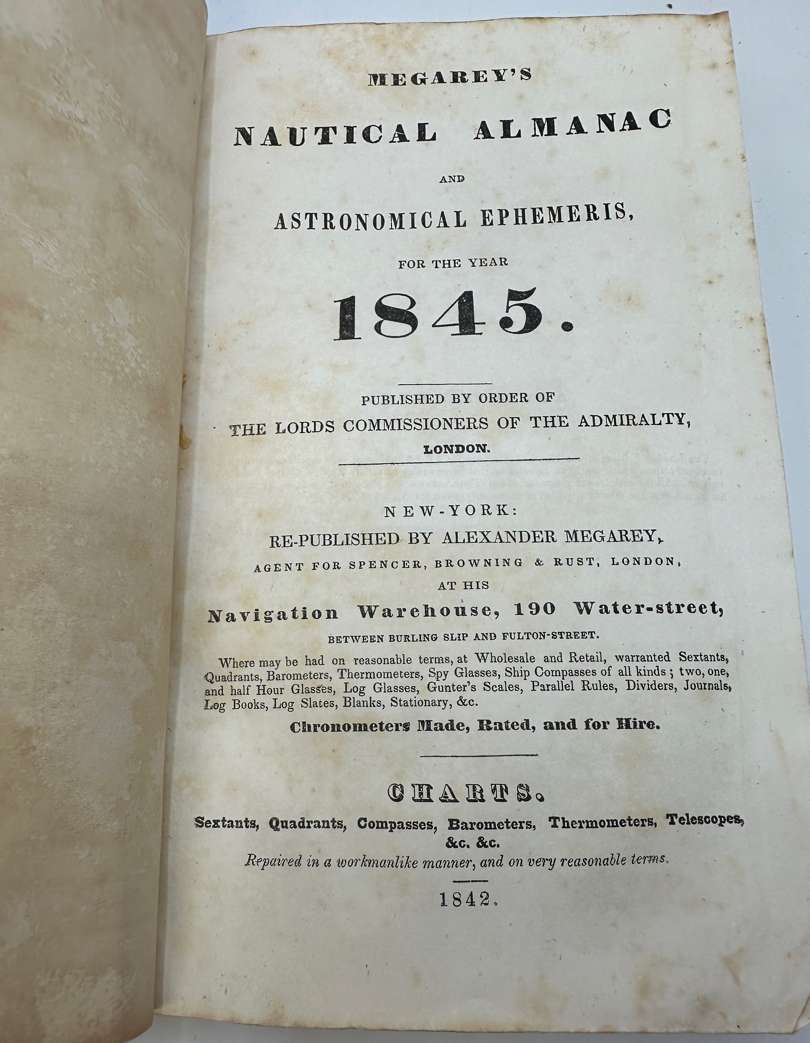 MEGAREY'S
NAUTICAL ALMANAC
AND
ASTRONOMICAL EPHEMERIS,
FOR THE YEAR
1845.
PUBLISHED BY ORDER OF
THE LORDS COMMISSIONERS OF THE ADMIRALTY,
LONDON.
NEW-YORK:
RE-PUBLISHED BY ALEXANDER MEGAREY,
AGENT FOR SPENCER, BROWNING & RUST, LONDON,
AT HIS
Navigation Warehouse, 190 Water-street,
BETWEEN BURLING SLIP AND FULTON-STREET.
Where may be had on reasonable terms, at Wholesale and Retail, warranted Sextants,
Quadrants, Barometers, Thermometers, Spy Glasses, Ship Compasses of all kinds; two, one,
and half Hour Glasses, Log Glasses, Gunter's Scales, Parallel Rules, Dividers, Journals,
Log Books, Log Slates, Blanks, Stationary, &c.
Chronometers Made, Rated, and for Hire.
CHARTS.
Sextants, Quadrants, Compasses, Barometers, Thermometers, Telescopes,
&c. &c.
Repaired in a workmanlike manner, and on very reasonable terms.
1842.